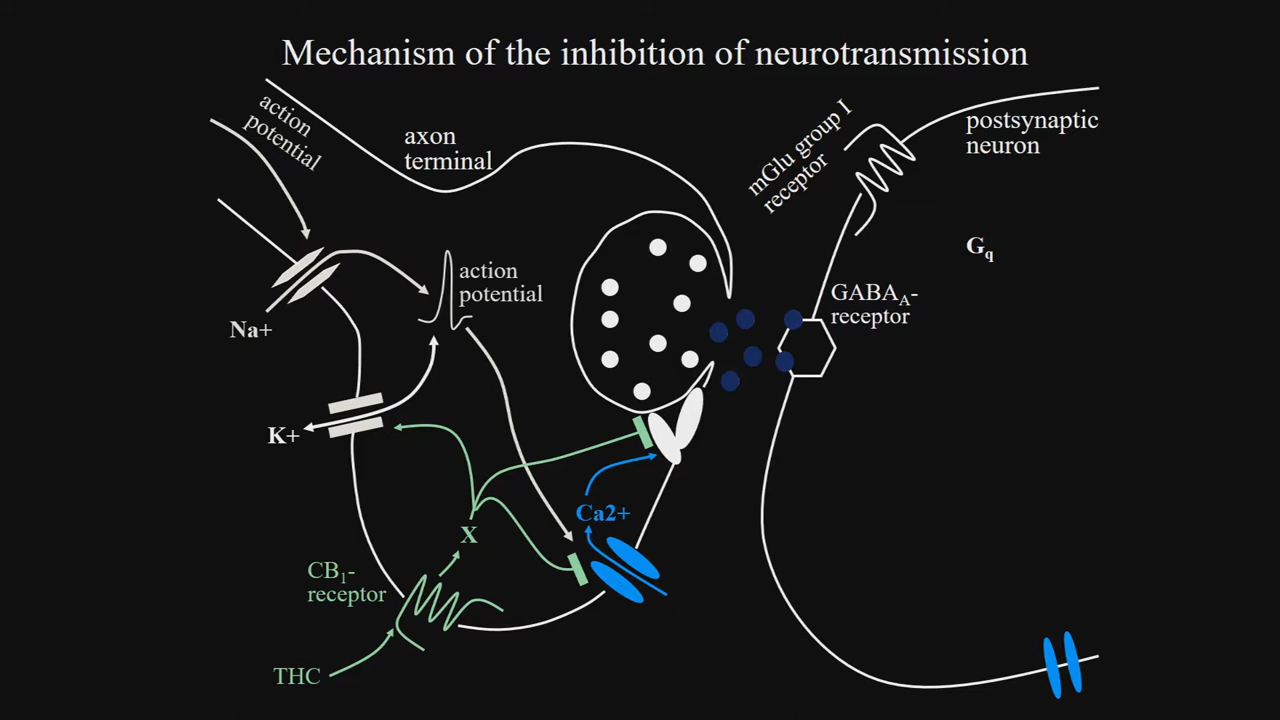 Mechanism of the inhibition of neurotransmission
action
potential
axon
terminal
mGlu group I
receptor
postsynaptic
neuron
Gq
action
potential
GABAA-
receptor
Na+
K+
Ca2+
X
CB1-
receptor
THC